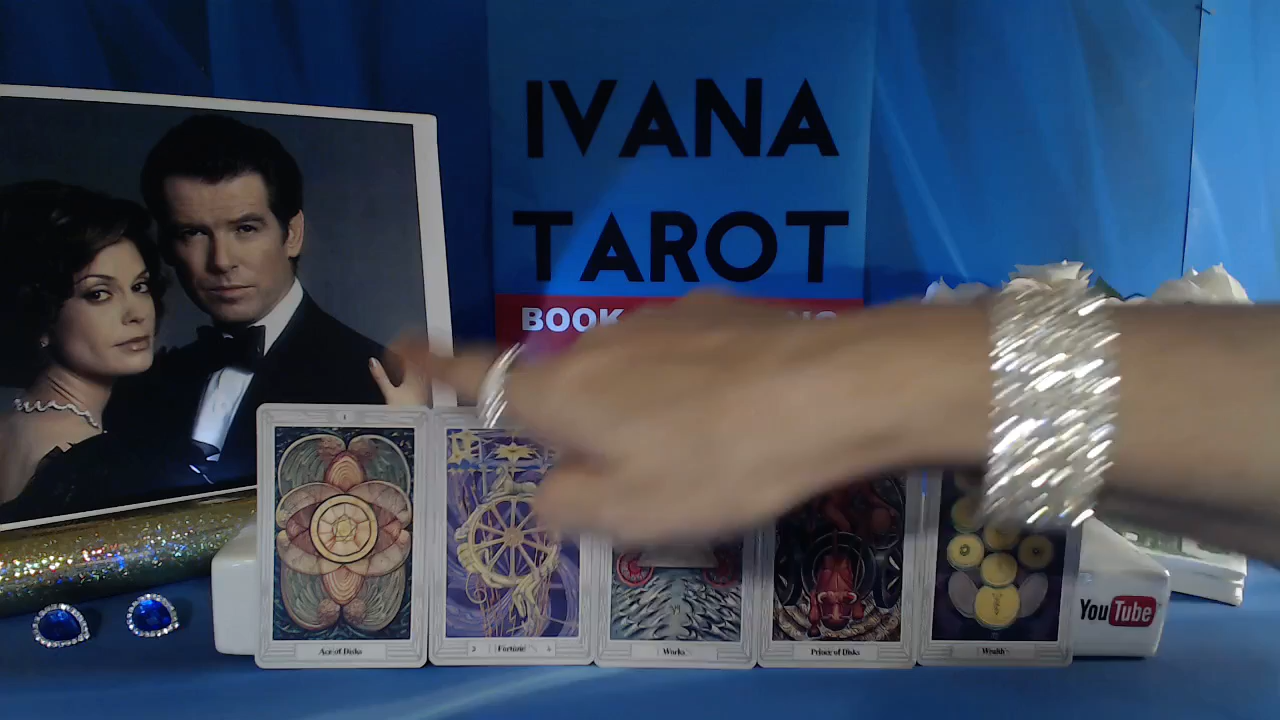 IVANA
TAROT
BOOK
I
Ace of Disks
Fortune
Works
Prince of Disks
Wealth
YouTube